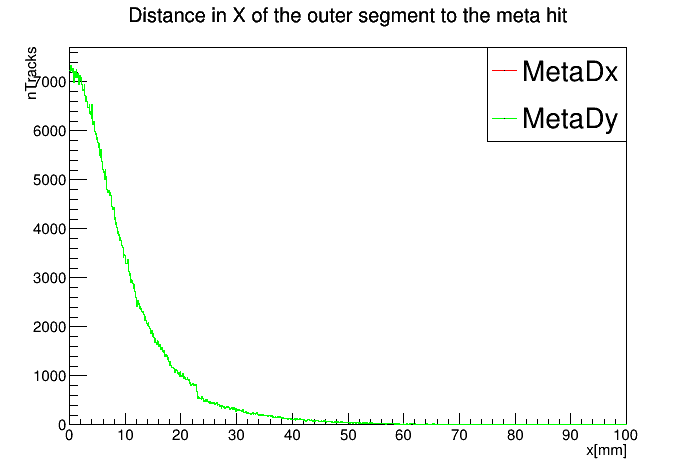 Distance in X of the outer segment to the meta hit
nTracks
7000
6000
5000
4000
3000
2000
1000
0
MetaDx
MetaDy
0 10 20 30 40 50 60 70 80 90 100
x[mm]